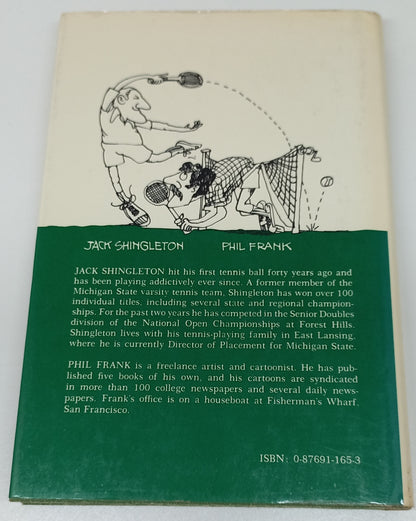 JACK SHINGLETON PHIL FRANK
JACK SHINGLETON hit his first tennis ball forty years ago and
has been playing addictively ever since. A former member of the
Michigan State varsity tennis team, Shingleton has won over 100
individual titles, including several state and regional champion-
ships. For the past two years he has competed in the Senior Doubles
division of the National Open Championships at Forest Hills.
Shingleton lives with his tennis-playing family in East Lansing,
where he is currently Director of Placement for Michigan State.
PHIL FRANK is a freelance artist and cartoonist. He has pub-
lished five books of his own, and his cartoons are syndicated
in more than 100 college newspapers and several daily news-
papers. Frank's office is on a houseboat at Fisherman's Wharf,
San Francisco.
ISBN: 0-87691-165-3